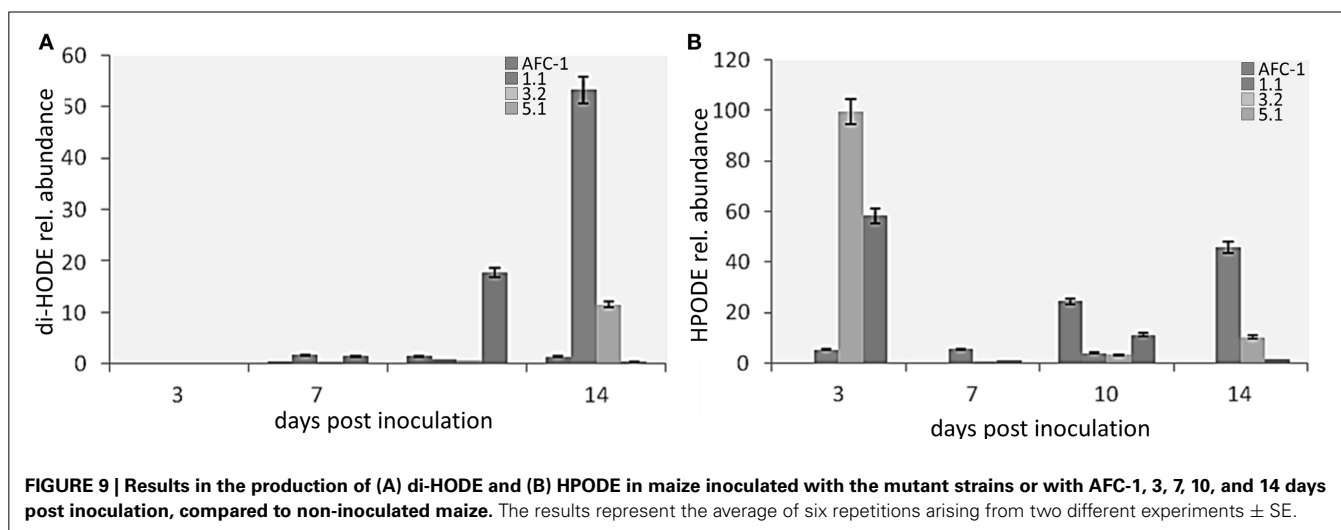 A
60
50
40
30
20
10
0
di-HODE rel. abundance
AFC-1
1.1
3.2
5.1
3
7
14
days post inoculation
B
120
100
80
60
40
20
0
HPODE rel. abundance
AFC-1
1.1
3.2
5.1
3
7
10
14
days post inoculation
FIGURE 9 | Results in the production of (A) di-HODE and (B) HPODE in maize inoculated with the mutant strains or with AFC-1, 3, 7, 10, and 14 days
post inoculation, compared to non-inoculated maize. The results represent the average of six repetitions arising from two different experiments ± SE.